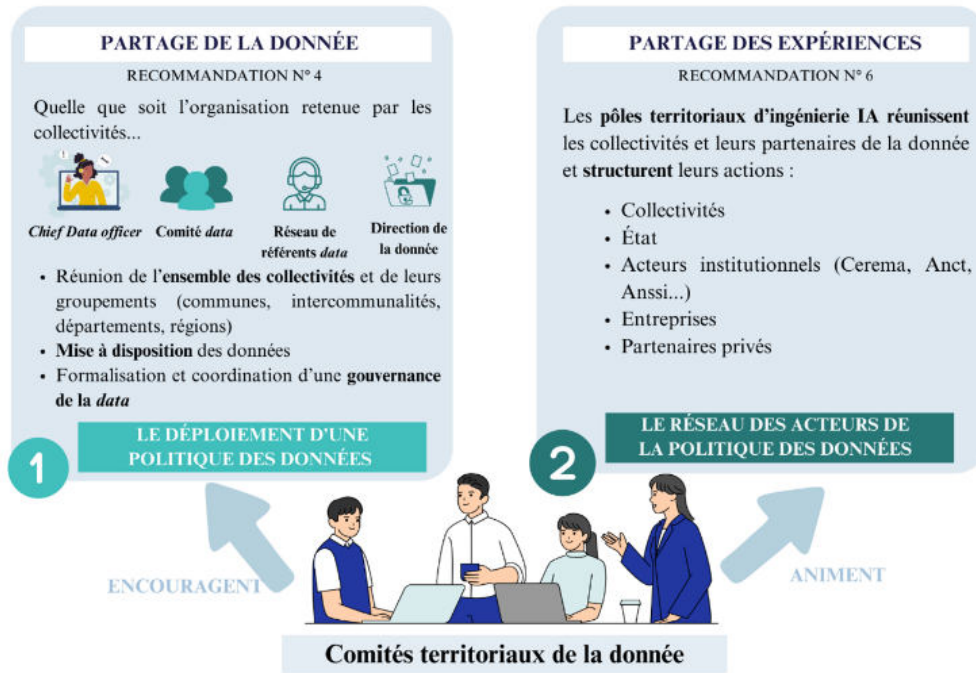 PARTAGE DE LA DONNÉE
RECOMMANDATION N° 4
Quelle que soit l'organisation retenue par les
collectivités...
Chief Data officer
Comité data
Réseau de
référents data
Direction de
la donnée
• Réunion de l'ensemble des collectivités et de leurs
groupements (communes, intercommunalités,
départements, régions)
• Mise à disposition des données
• Formalisation et coordination d'une gouvernance
de la data
1
LE DÉPLOIEMENT D'UNE
POLITIQUE DES DONNÉES
PARTAGE DES EXPÉRIENCES
RECOMMANDATION N° 6
Les pôles territoriaux d'ingénierie IA réunissent
les collectivités et leurs partenaires de la donnée
et structurent leurs actions :
• Collectivités
• État
• Acteurs institutionnels (Cerema, Anct,
Anssi...)
• Entreprises
• Partenaires privés
2
LE RÉSEAU DES ACTEURS DE
LA POLITIQUE DES DONNÉES
ENCOURAGENT
ANIMENT
Comités territoriaux de la donnée